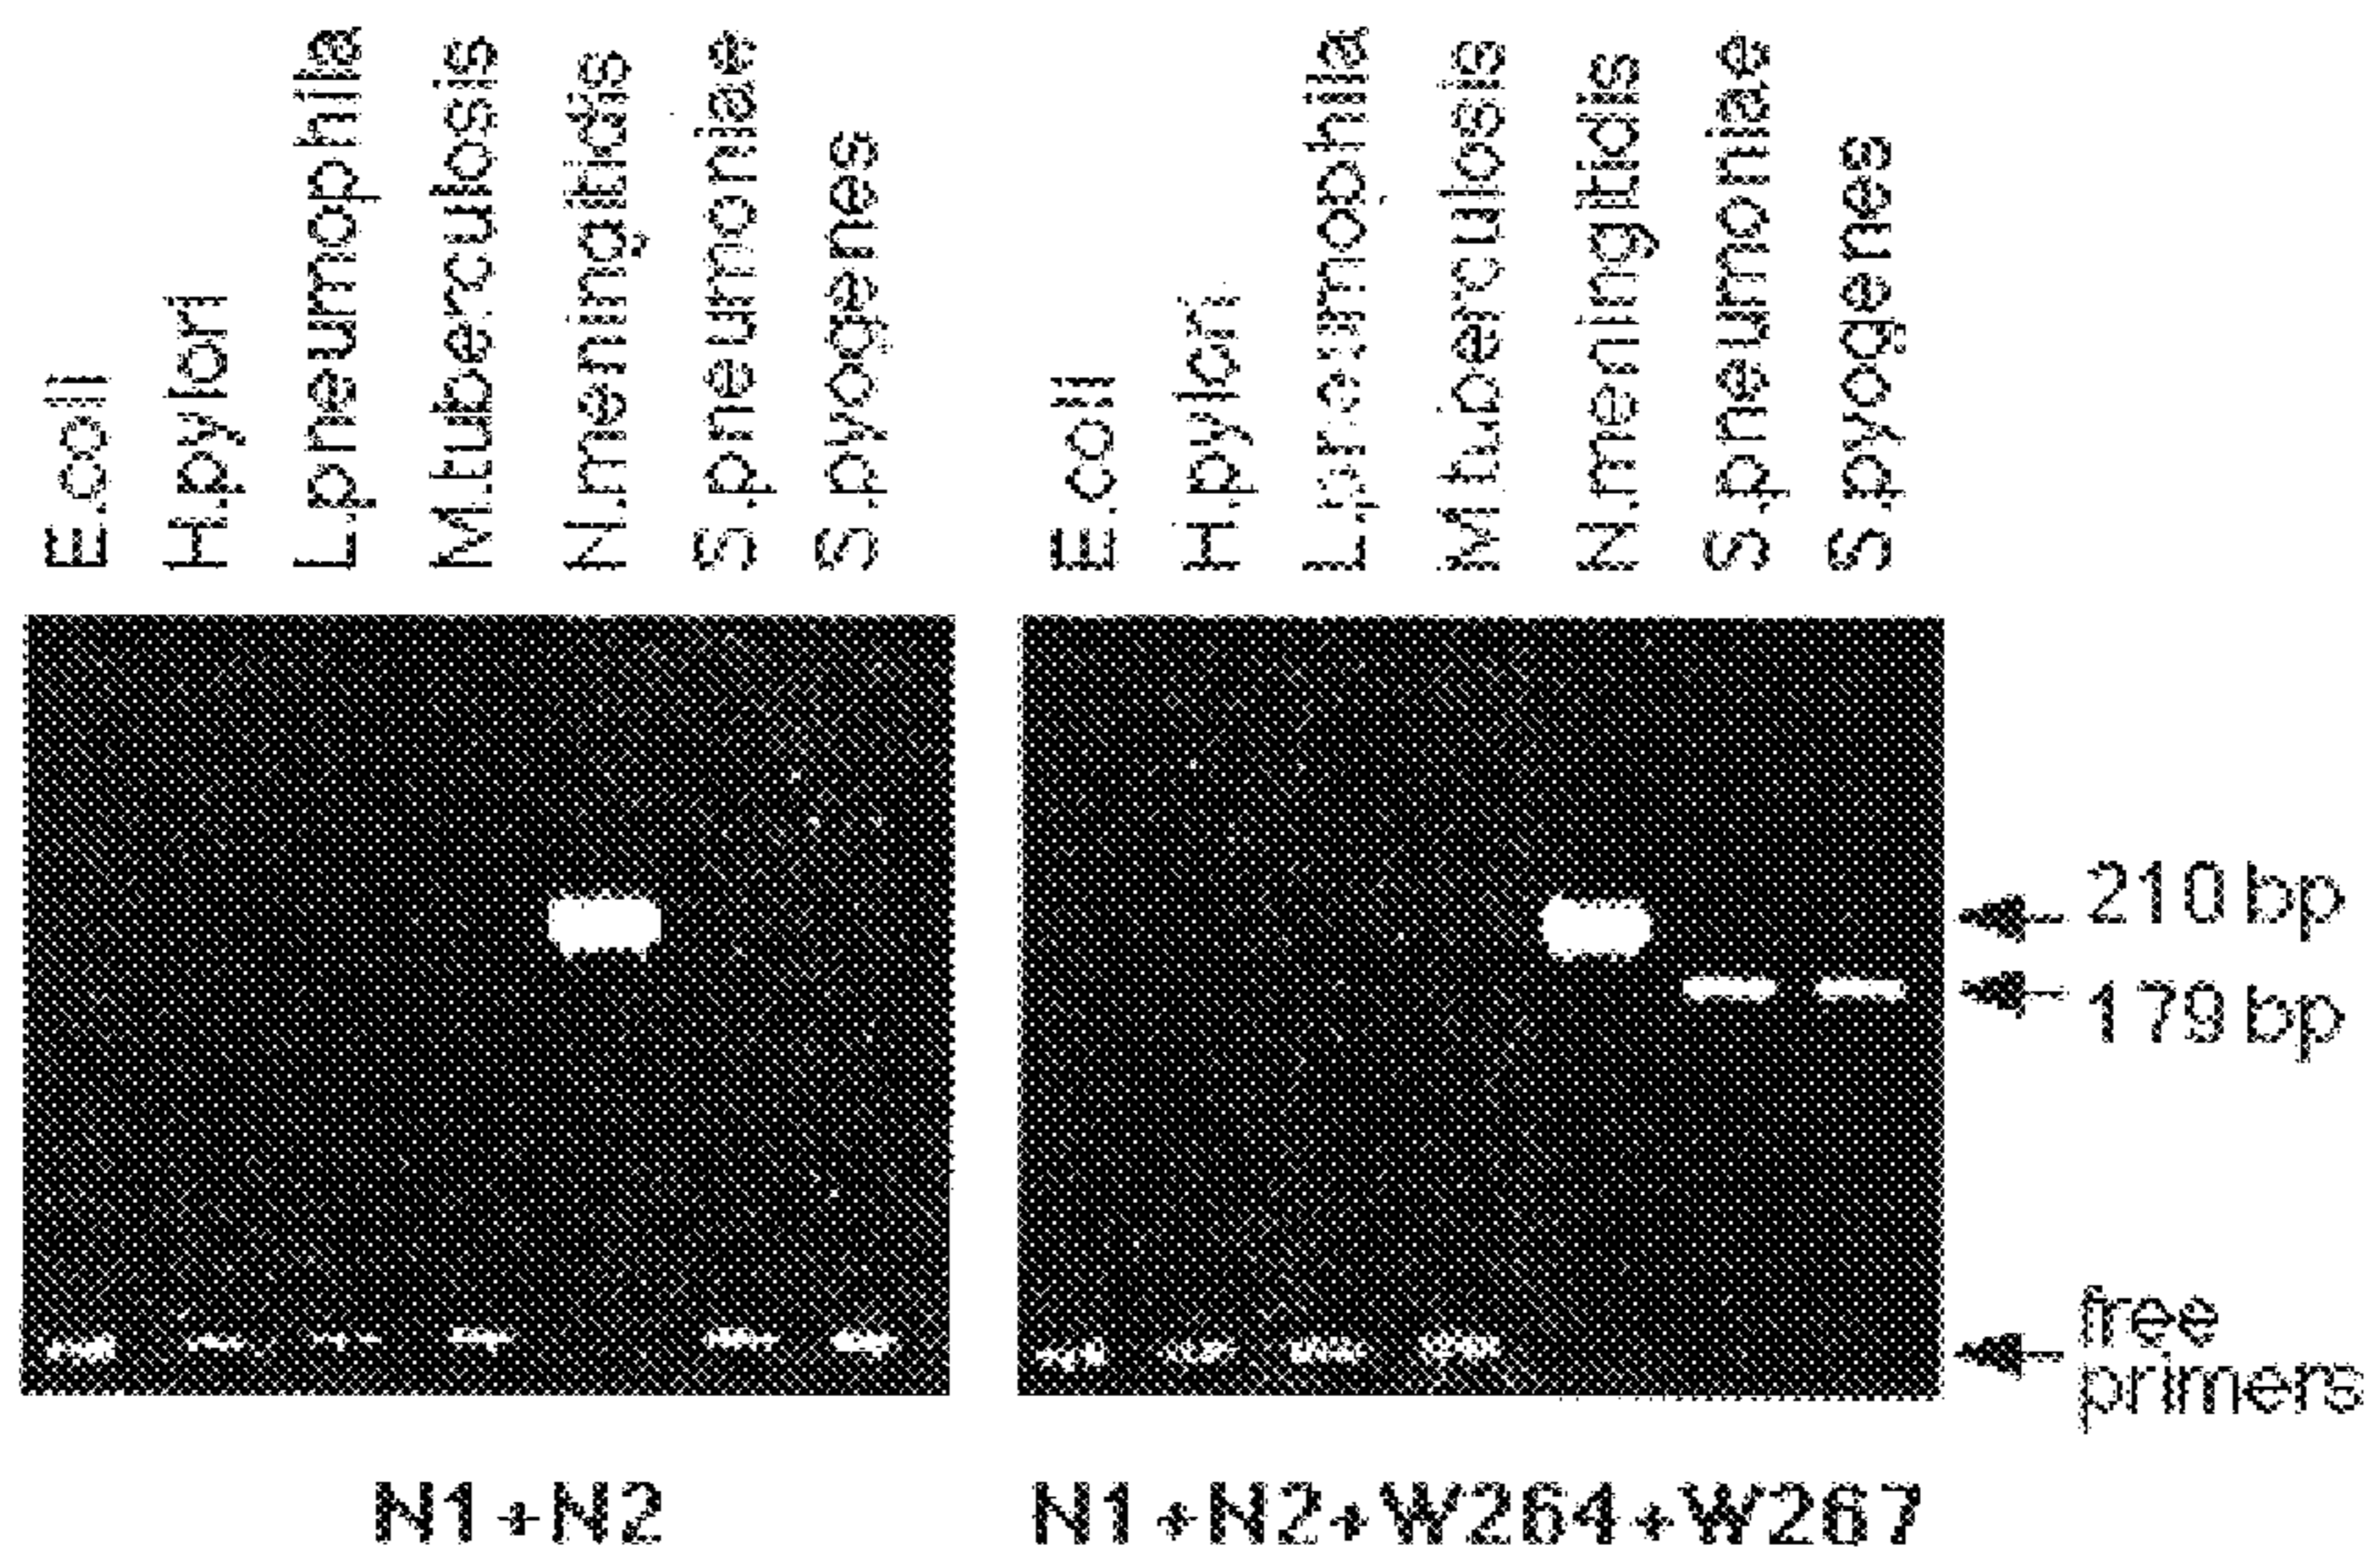 E.coli
H.pylori
L.pneumophila
M.tuberculosis
N.meningitidis
S.pneumoniae
S.pyogenes
E.coli
H.pylori
L.pneumophila
M.tuberculosis
N.meningitidis
S.pneumoniae
S.pyogenes
210 bp
179 bp
free
primers
N1+N2
N1+N2+W264+W267